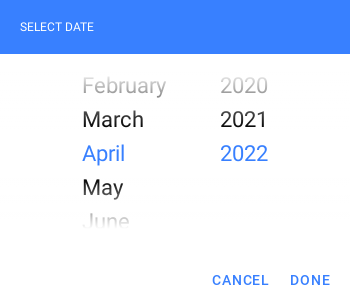 SELECT DATE
February 2020
March 2021
April 2022
May
June
CANCEL DONE